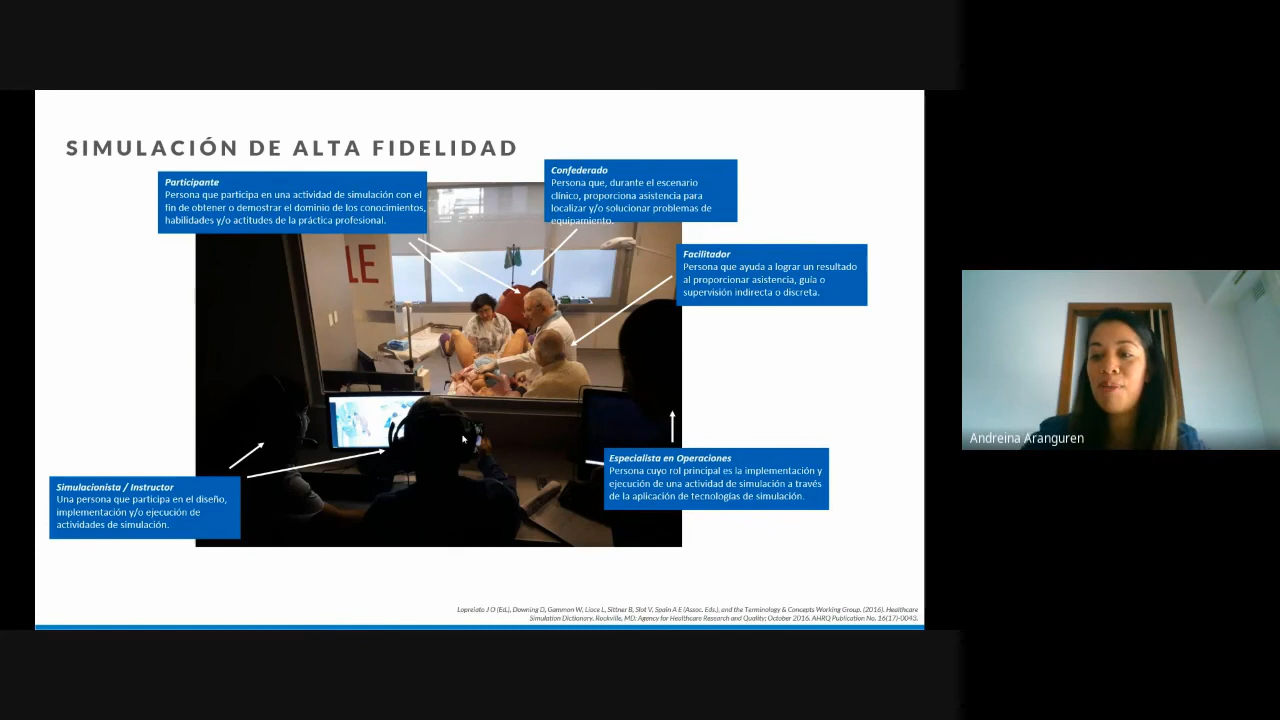 SIMULACIÓN DE ALTA FIDELIDAD
Participante
Persona que participa en una actividad de simulación con el
fin de obtener o demostrar el dominio de los conocimientos,
habilidades y/o actitudes de la práctica profesional.
Confederado
Persona que, durante el escenario
clínico, proporciona asistencia para
localizar y/o solucionar problemas de
equipamiento.
Facilitador
Persona que ayuda a lograr un resultado
al proporcionar asistencia, guía o
supervisión indirecta o discreta.
LE
Andreina Aranguren
Especialista en Operaciones
Persona cuyo rol principal es la implementación y
ejecución de una actividad de simulación a través
de la aplicación de tecnologías de simulación.
Simulacionista / Instructor
Una persona que participa en el diseño,
implementación y/o ejecución de
actividades de simulación.
Lopreiato J O (Ed.), Downing D, Gammon W, Lioce L, Sittner B, Slot V, Spain A E (Assoc. Eds.), and the Terminology & Concepts Working Group. (2016). Healthcare
Simulation Dictionary. Rockville, MD: Agency for Healthcare Research and Quality; October 2016. AHRQ Publication No. 16(17)-0043.